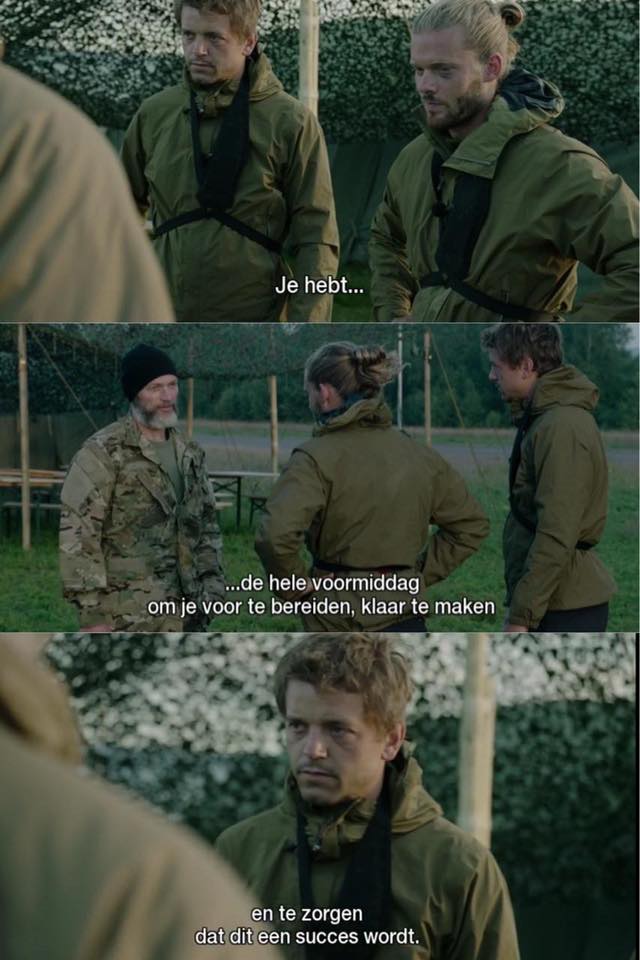 Je hebt...
...de hele voormiddag
om je voor te bereiden, klaar te maken
en te zorgen
dat dit een succes wordt.